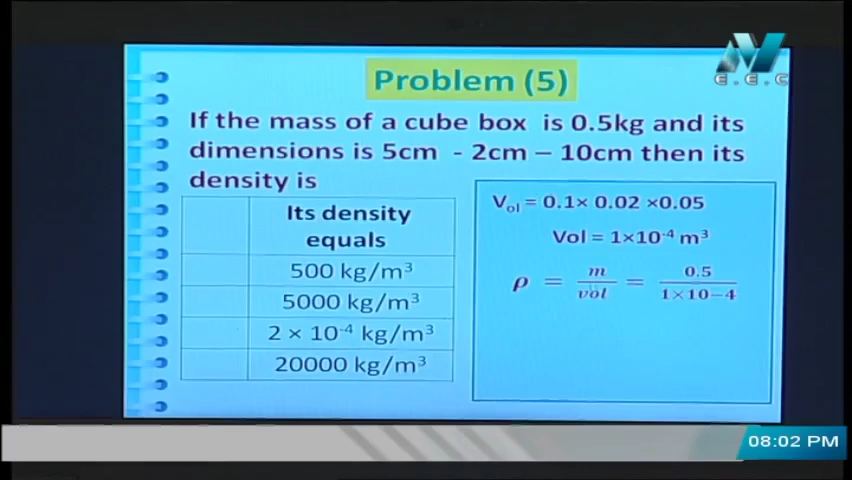 NV
E.E.C
Problem (5)
If the mass of a cube box is 0.5kg and its
dimensions is 5cm - 2cm – 10cm then its
density is
Its density
equals
500 kg/m³
5000 kg/m³
2 × 10⁻⁴ kg/m³
20000 kg/m³
Vₒₗ = 0.1× 0.02 ×0.05
Vol = 1×10⁻⁴ m³
ρ = m/vol = 0.5/1×10−4
08:02 PM